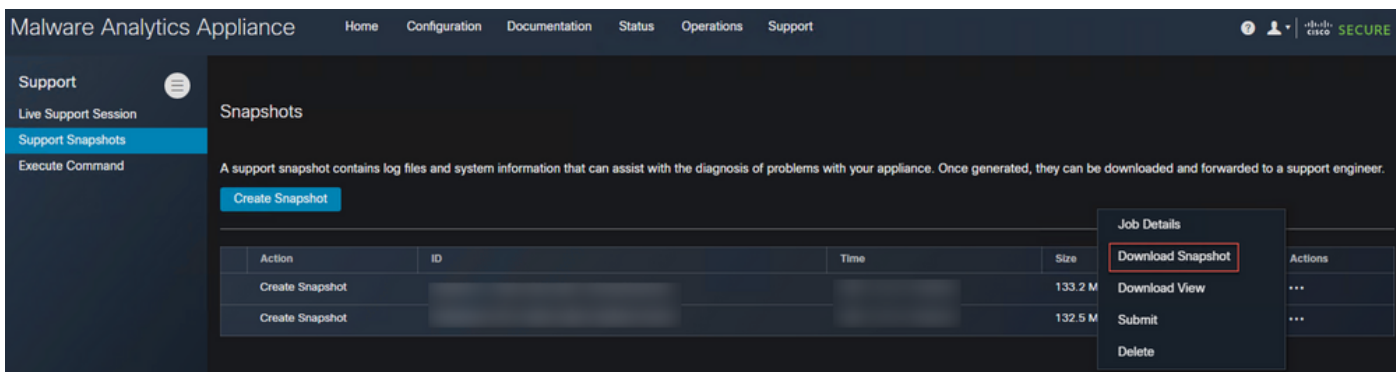 Malware Analytics Appliance Home Configuration Documentation Status Operations Support ? cisco SECURE
Support
Live Support Session
Support Snapshots
Execute Command
Snapshots
A support snapshot contains log files and system information that can assist with the diagnosis of problems with your appliance. Once generated, they can be downloaded and forwarded to a support engineer.
Create Snapshot
Action ID Time Size Actions
Create Snapshot 133.2 M ...
Create Snapshot 132.5 M ...
Job Details
Download Snapshot
Download View
Submit
Delete